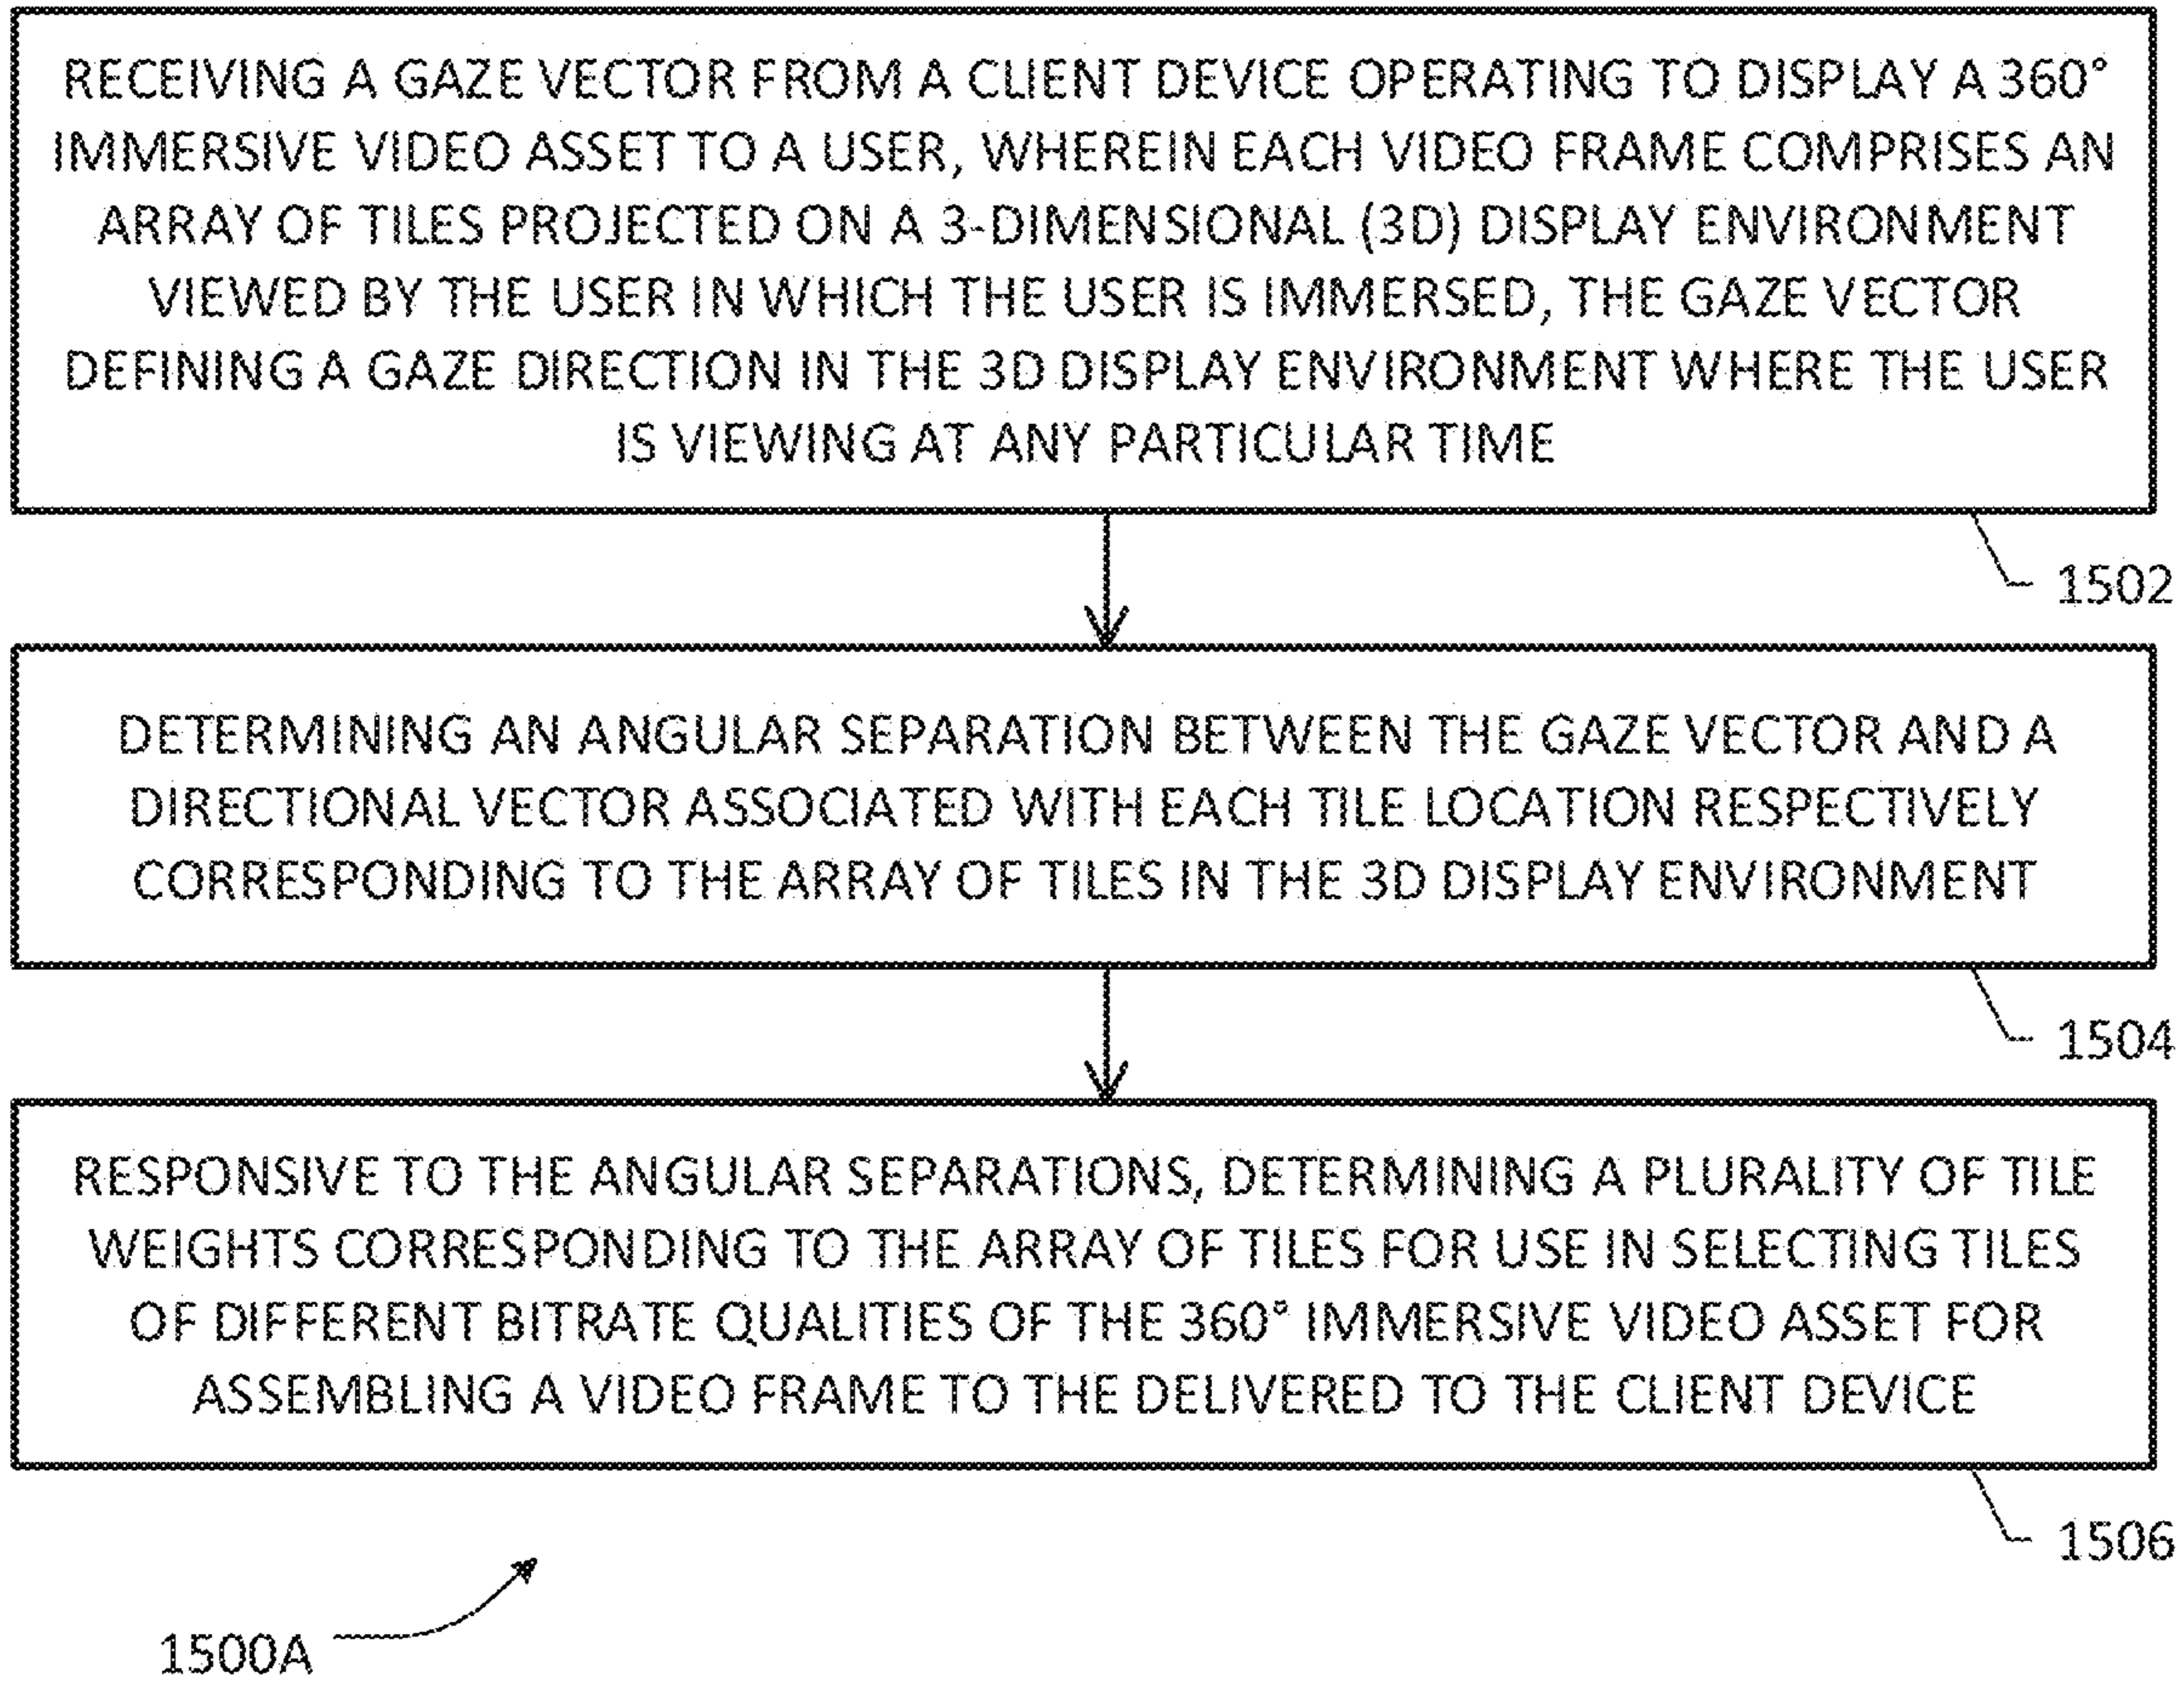 RECEIVING A GAZE VECTOR FROM A CLIENT DEVICE OPERATING TO DISPLAY A 360°
IMMERSIVE VIDEO ASSET TO A USER, WHEREIN EACH VIDEO FRAME COMPRISES AN
ARRAY OF TILES PROJECTED ON A 3-DIMENSIONAL (3D) DISPLAY ENVIRONMENT
VIEWED BY THE USER IN WHICH THE USER IS IMMERSED, THE GAZE VECTOR
DEFINING A GAZE DIRECTION IN THE 3D DISPLAY ENVIRONMENT WHERE THE USER
IS VIEWING AT ANY PARTICULAR TIME
1502
DETERMINING AN ANGULAR SEPARATION BETWEEN THE GAZE VECTOR AND A
DIRECTIONAL VECTOR ASSOCIATED WITH EACH TILE LOCATION RESPECTIVELY
CORRESPONDING TO THE ARRAY OF TILES IN THE 3D DISPLAY ENVIRONMENT
1504
RESPONSIVE TO THE ANGULAR SEPARATIONS, DETERMINING A PLURALITY OF TILE
WEIGHTS CORRESPONDING TO THE ARRAY OF TILES FOR USE IN SELECTING TILES
OF DIFFERENT BITRATE QUALITIES OF THE 360° IMMERSIVE VIDEO ASSET FOR
ASSEMBLING A VIDEO FRAME TO THE DELIVERED TO THE CLIENT DEVICE
1506
1500A